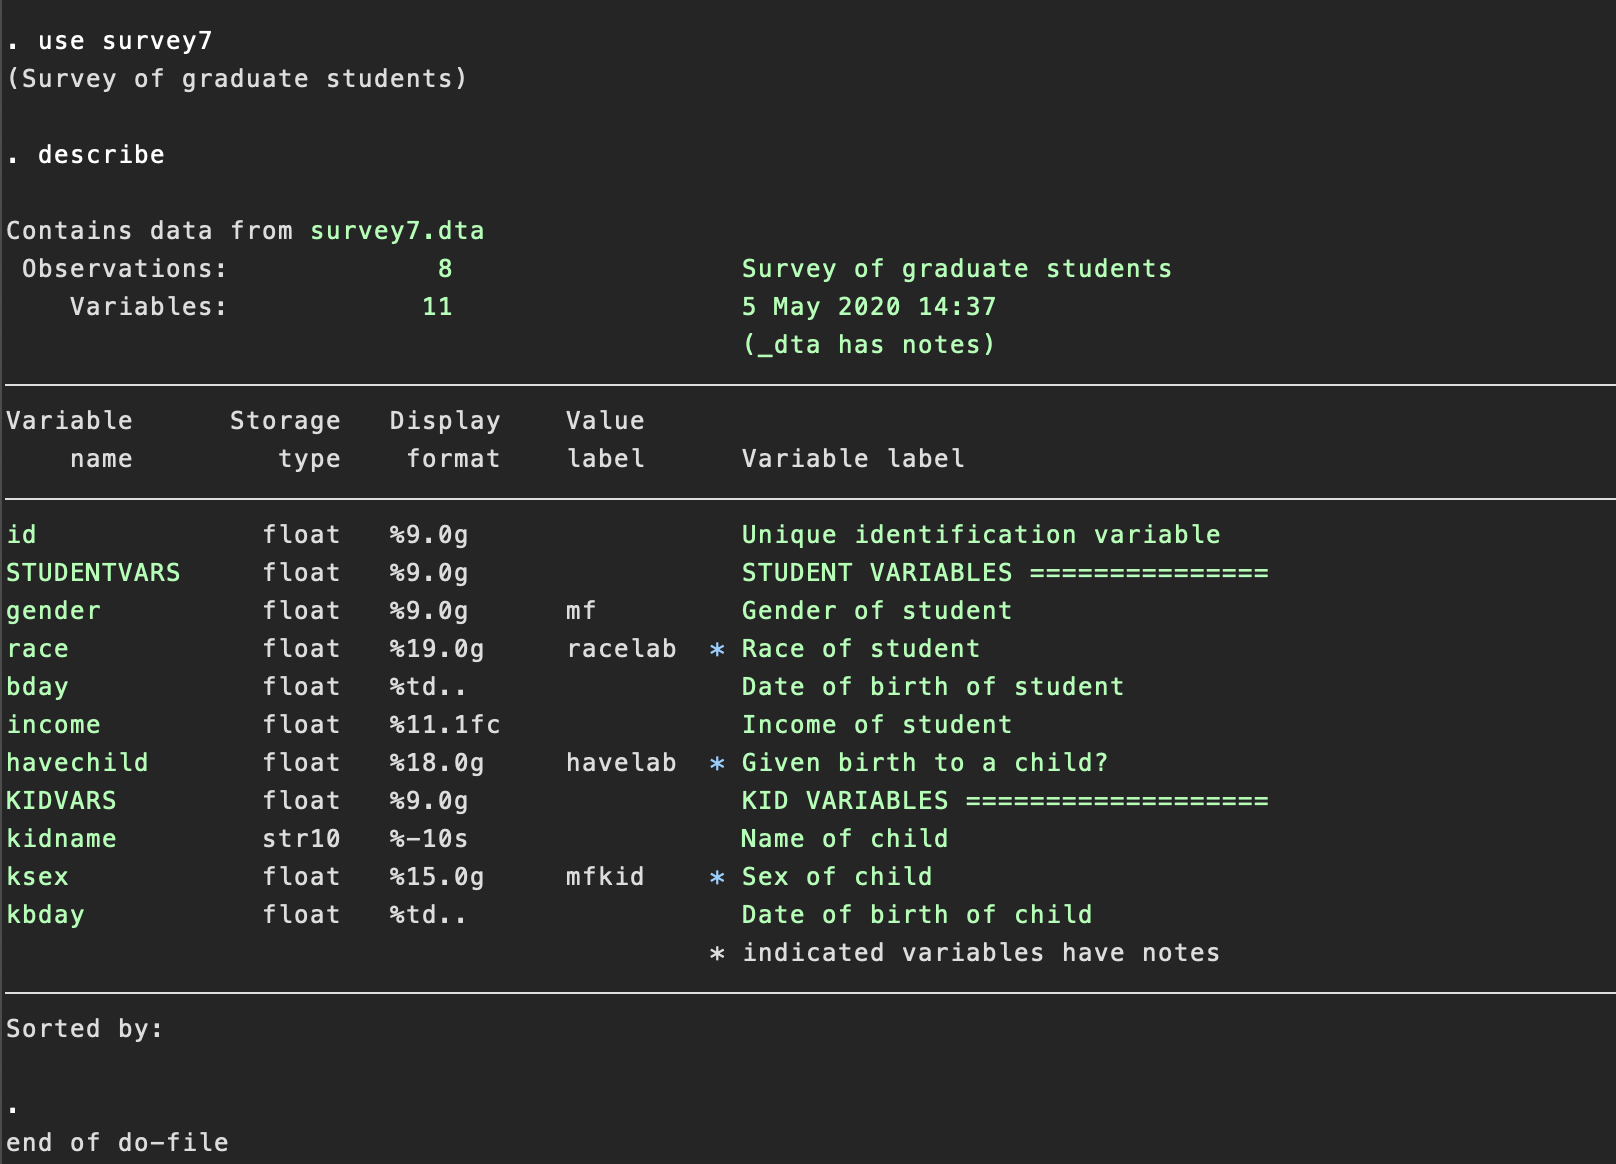 . use survey7
(Survey of graduate students)
. describe
Contains data from survey7.dta
 Observations:             8                  Survey of graduate students
    Variables:            11                  5 May 2020 14:37
                                              (_dta has notes)
Variable      Storage   Display    Value
    name         type    format    label      Variable label
id              float   %9.0g                 Unique identification variable
STUDENTVARS     float   %9.0g                 STUDENT VARIABLES ===============
gender          float   %9.0g      mf         Gender of student
race            float   %19.0g     racelab  * Race of student
bday            float   %td..                 Date of birth of student
income          float   %11.1fc               Income of student
havechild       float   %18.0g     havelab  * Given birth to a child?
KIDVARS         float   %9.0g                 KID VARIABLES ===================
kidname         str10   %-10s                 Name of child
ksex            float   %15.0g     mfkid    * Sex of child
kbday           float   %td..                 Date of birth of child
                                            * indicated variables have notes
Sorted by:
.
end of do-file